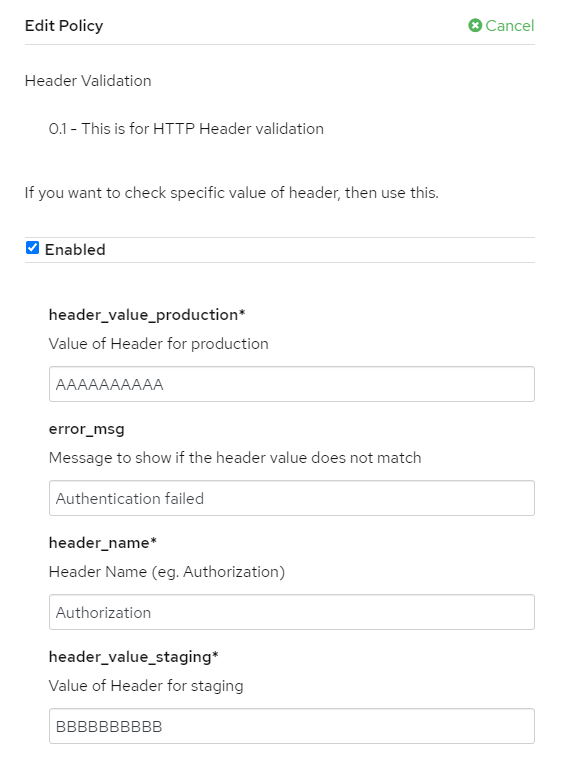 Edit Policy
Cancel
Header Validation
0.1 - This is for HTTP Header validation
If you want to check specific value of header, then use this.
Enabled
header_value_production*
Value of Header for production
AAAAAAAAAA
error_msg
Message to show if the header value does not match
Authentication failed
header_name*
Header Name (eg. Authorization)
Authorization
header_value_staging*
Value of Header for staging
BBBBBBBBBB